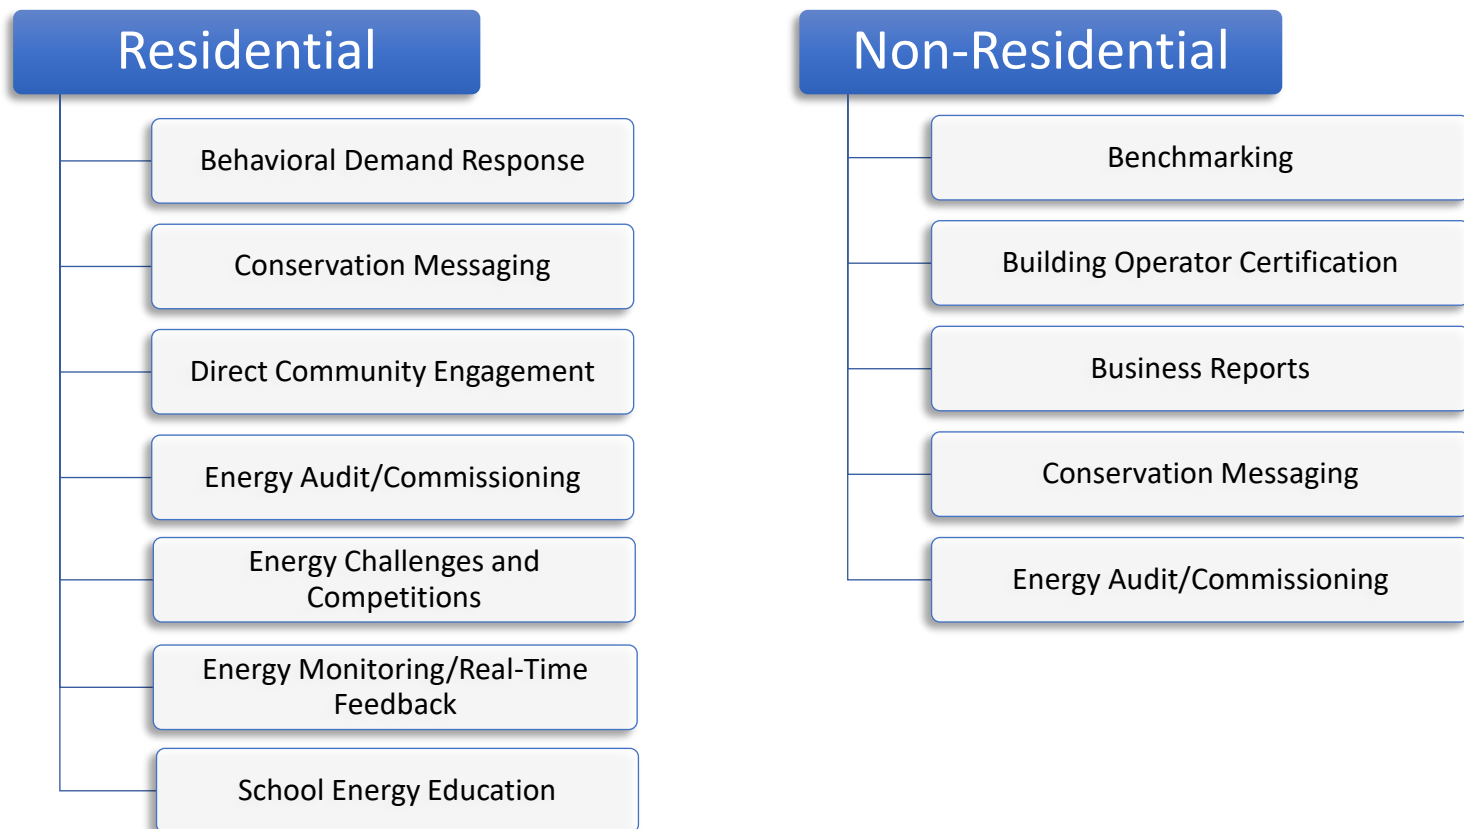 Residential
Behavioral Demand Response
Conservation Messaging
Direct Community Engagement
Energy Audit/Commissioning
Energy Challenges and
Competitions
Energy Monitoring/Real-Time
Feedback
School Energy Education
Non-Residential
Benchmarking
Building Operator Certification
Business Reports
Conservation Messaging
Energy Audit/Commissioning